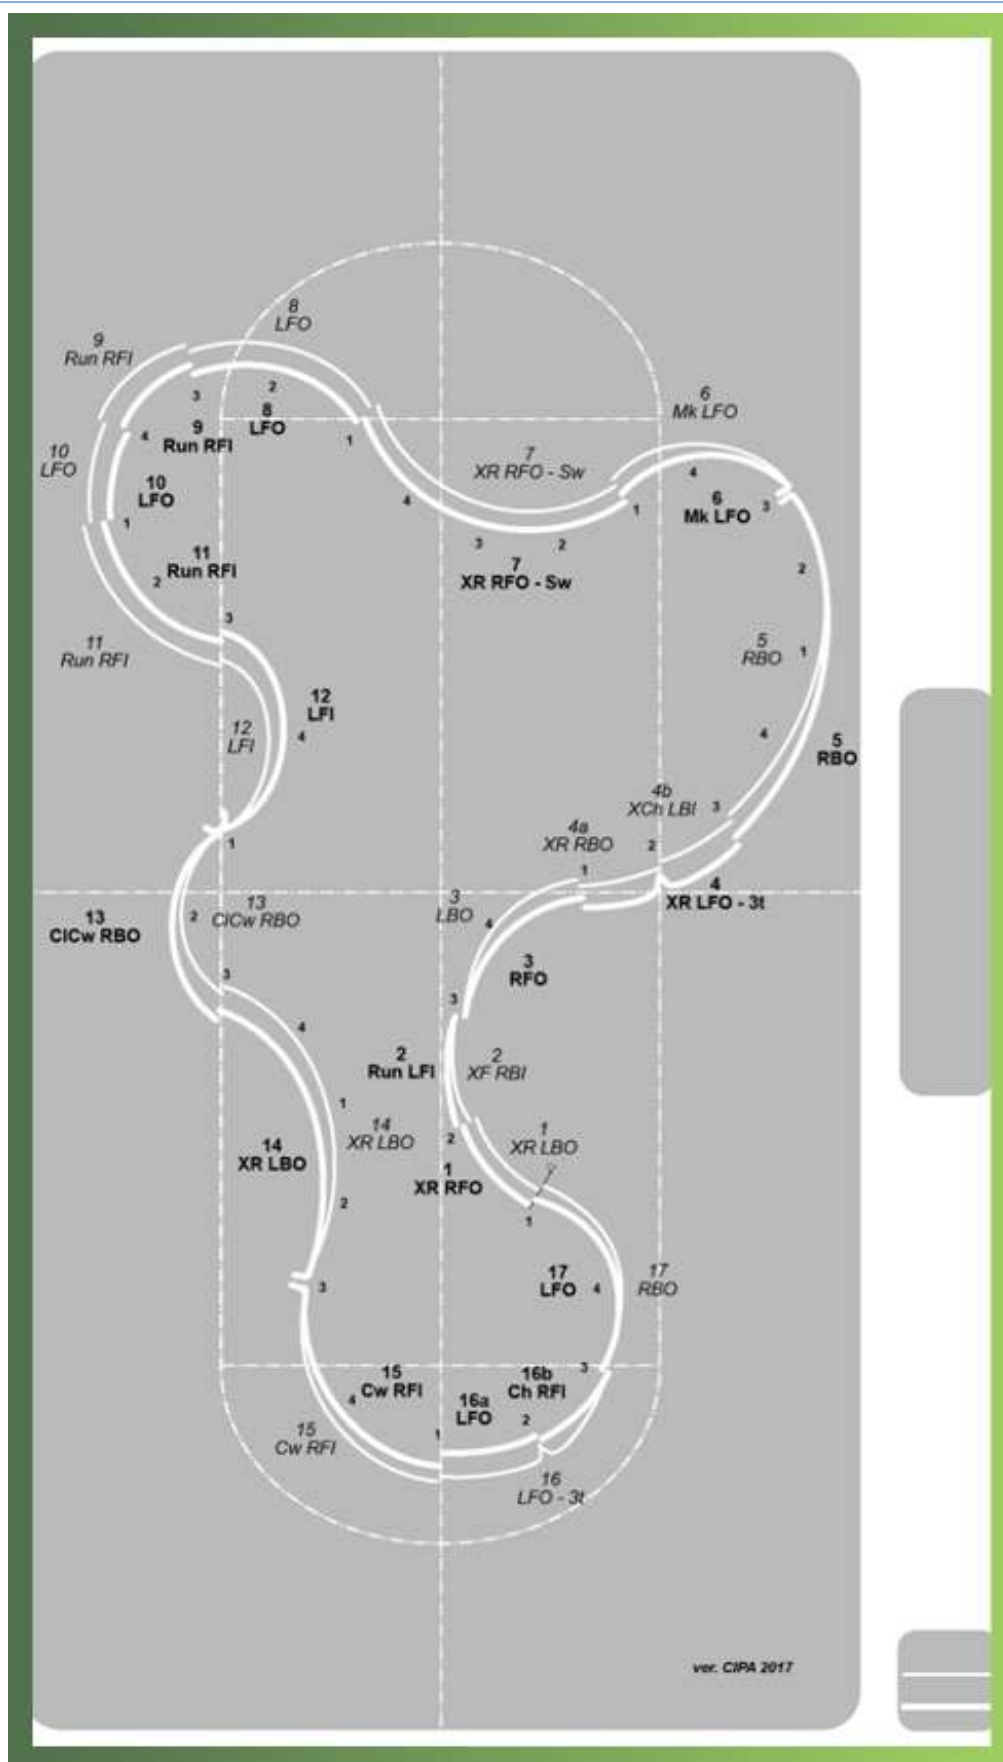 8
LFO
9
Run RFI
3
2
8
LFO
6
Mk LFO
4
9
Run RFI
1
10
LFO
7
XR RFO - Sw
4
10
LFO
4
1
6
Mk LFO
3
1
3
2
11
Run RFI
2
7
XR RFO - Sw
2
3
11
Run RFI
5
RBO
1
12
LFI
12
LFI
4
4
5
RBO
4b
XCh LBI
3
4a
XR RBO
2
1
1
4
XR LFO - 3t
13
ClCw RBO
2
13
ClCw RBO
3
LBO
4
3
RFO
3
3
4
2
Run LFI
2
XF RBI
1
14
XR LBO
14
XR LBO
2
1
XR LBO
1
XR RFO
2
1
17
LFO
4
17
RBO
3
15
Cw RFI
4
16b
Ch RFI
3
16a
LFO
2
1
15
Cw RFI
16
LFO - 3t
ver. CIPA 2017